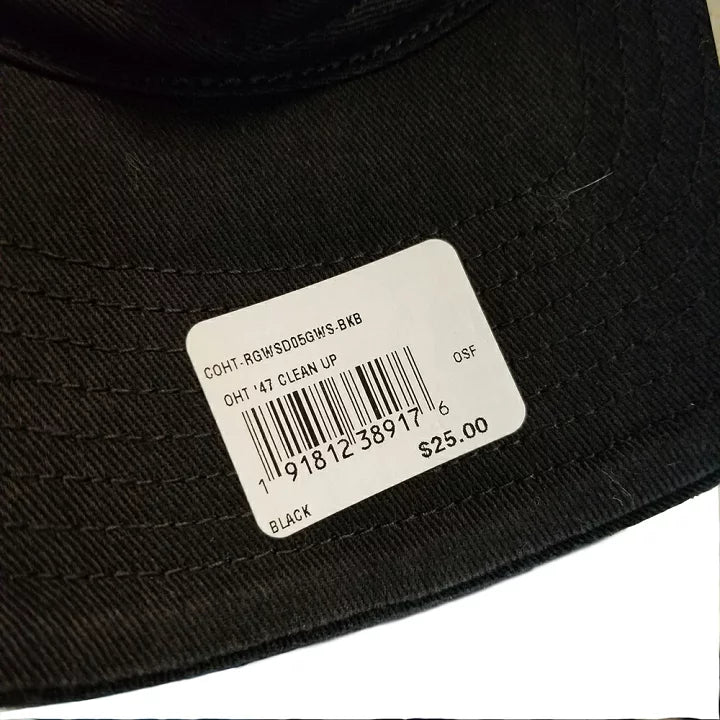 COHT-RGWSD05GWS-BKB
OHT '47 CLEAN UP
OSF
1 91812 38917 6
$25.00
BLACK